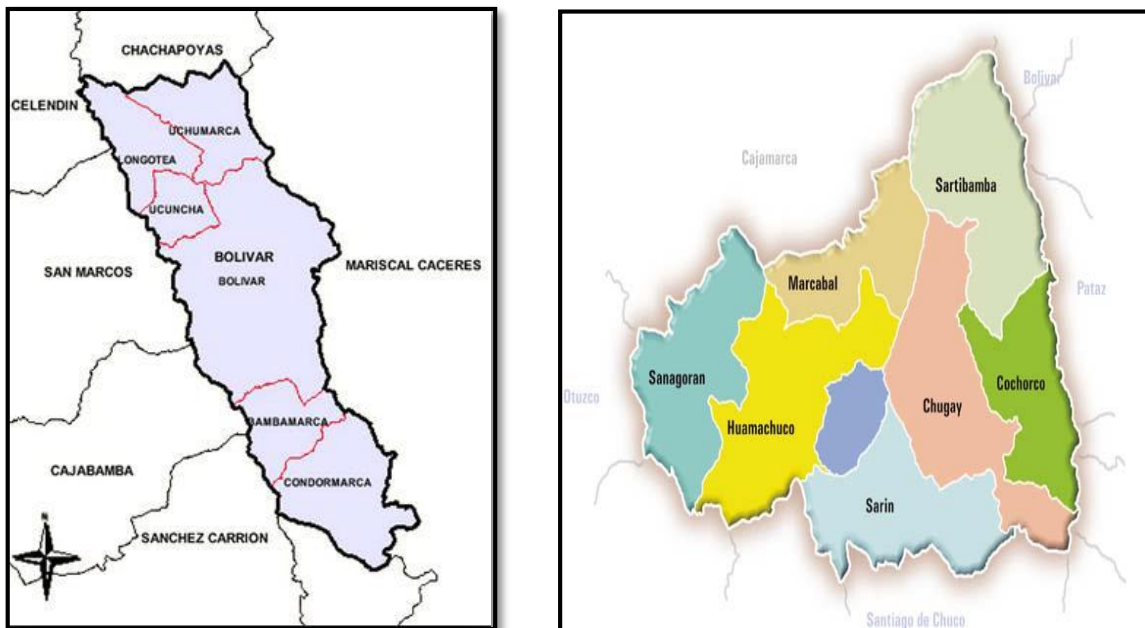 CHACHAPOYAS
CELENDIN
UCHUMARCA
LONGOTEA
UCUNCHA
BOLIVAR
BOLIVAR
SAN MARCOS
MARISCAL CACERES
BAMBAMARCA
CONDORMARCA
CAJABAMBA
SANCHEZ CARRION
N
Bolivar
Cajamarca
Sartibamba
Marcabal
Pataz
Sanagoran
Cochorco
Otuzco
Chugay
Huamachuco
Sarin
Santiago de Chuco